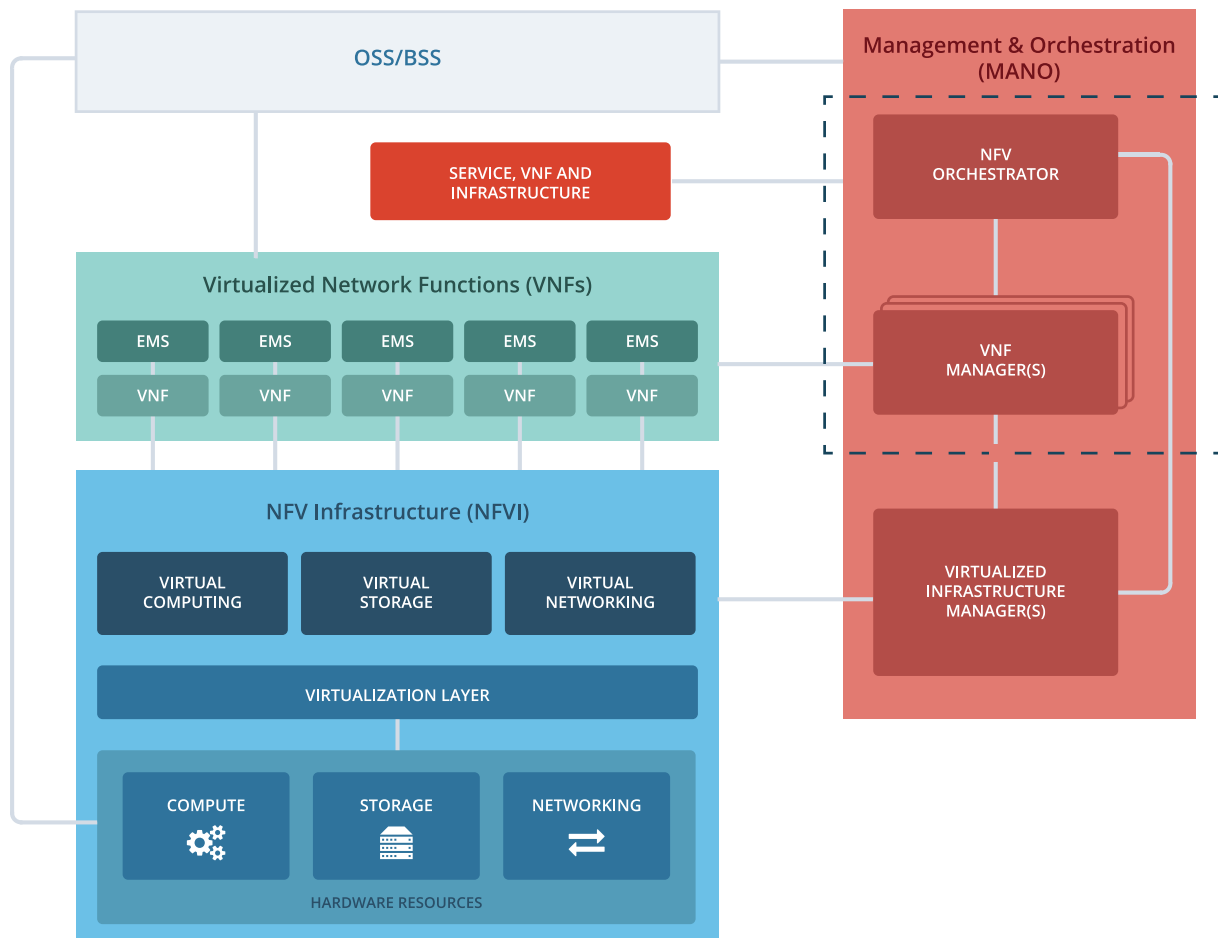 OSS/BSS
Management & Orchestration
(MANO)
NFV
ORCHESTRATOR
SERVICE, VNF AND
INFRASTRUCTURE
Virtualized Network Functions (VNFs)
EMS
EMS
EMS
EMS
EMS
VNF
VNF
VNF
VNF
VNF
VNF
MANAGER(S)
NFV Infrastructure (NFVI)
VIRTUAL
COMPUTING
VIRTUAL
STORAGE
VIRTUAL
NETWORKING
VIRTUALIZED
INFRASTRUCTURE
MANAGER(S)
VIRTUALIZATION LAYER
COMPUTE
STORAGE
NETWORKING
HARDWARE RESOURCES